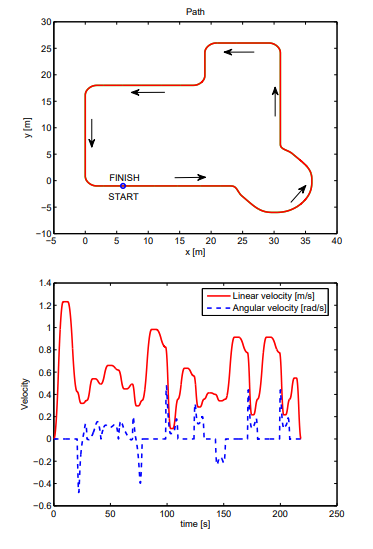 Path
30
25
20
15
10
5
0
−5
−10
y [m]
FINISH
START
−5 0 5 10 15 20 25 30 35 40
x [m]
1.4
1.2
1
0.8
0.6
0.4
0.2
0
−0.2
−0.4
−0.6
Velocity
Linear velocity [m/s]
Angular velocity [rad/s]
0 50 100 150 200 250
time [s]